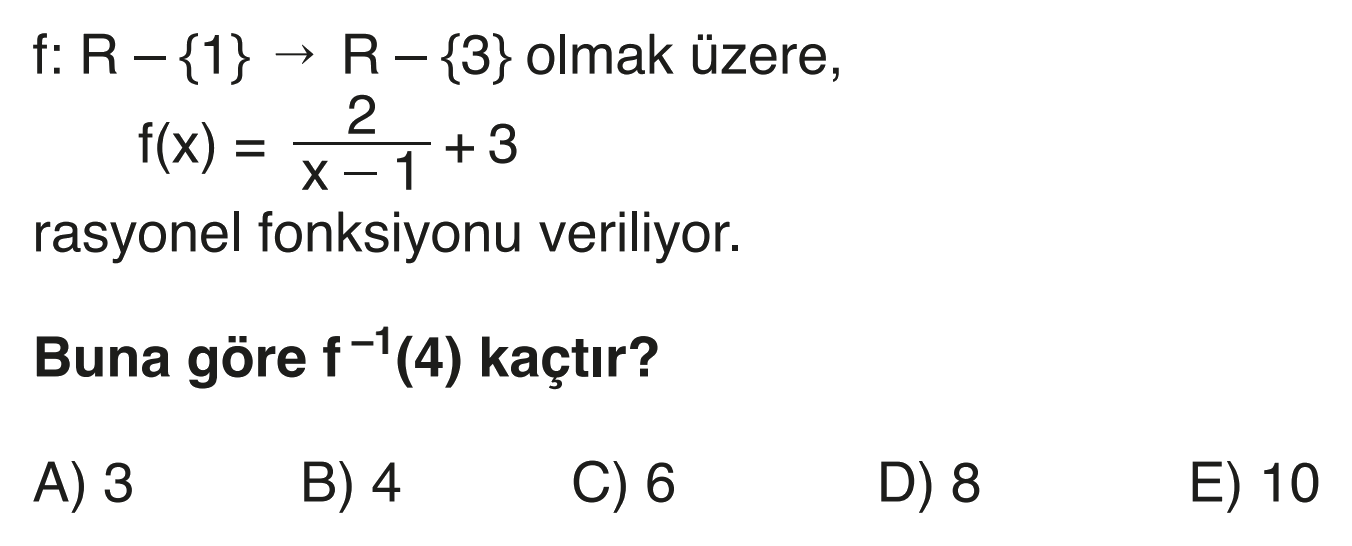 f: R – {1} → R – {3} olmak üzere,
f(x) = 2/(x – 1) + 3
rasyonel fonksiyonu veriliyor.
Buna göre f⁻¹(4) kaçtır?
A) 3 B) 4 C) 6 D) 8 E) 10